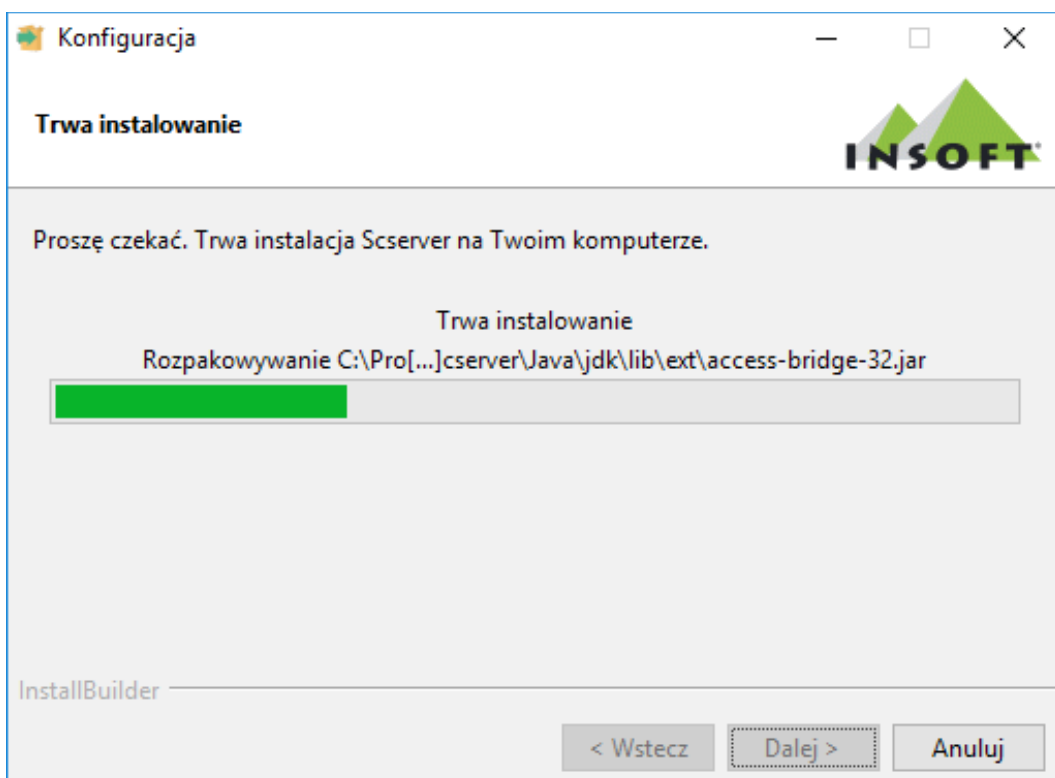 Konfiguracja
Trwa instalowanie
INSOFT®
Proszę czekać. Trwa instalacja Scserver na Twoim komputerze.
Trwa instalowanie
Rozpakowywanie C:\Pro[...]cserver\Java\jdk\lib\ext\access-bridge-32.jar
InstallBuilder
< Wstecz Dalej > Anuluj